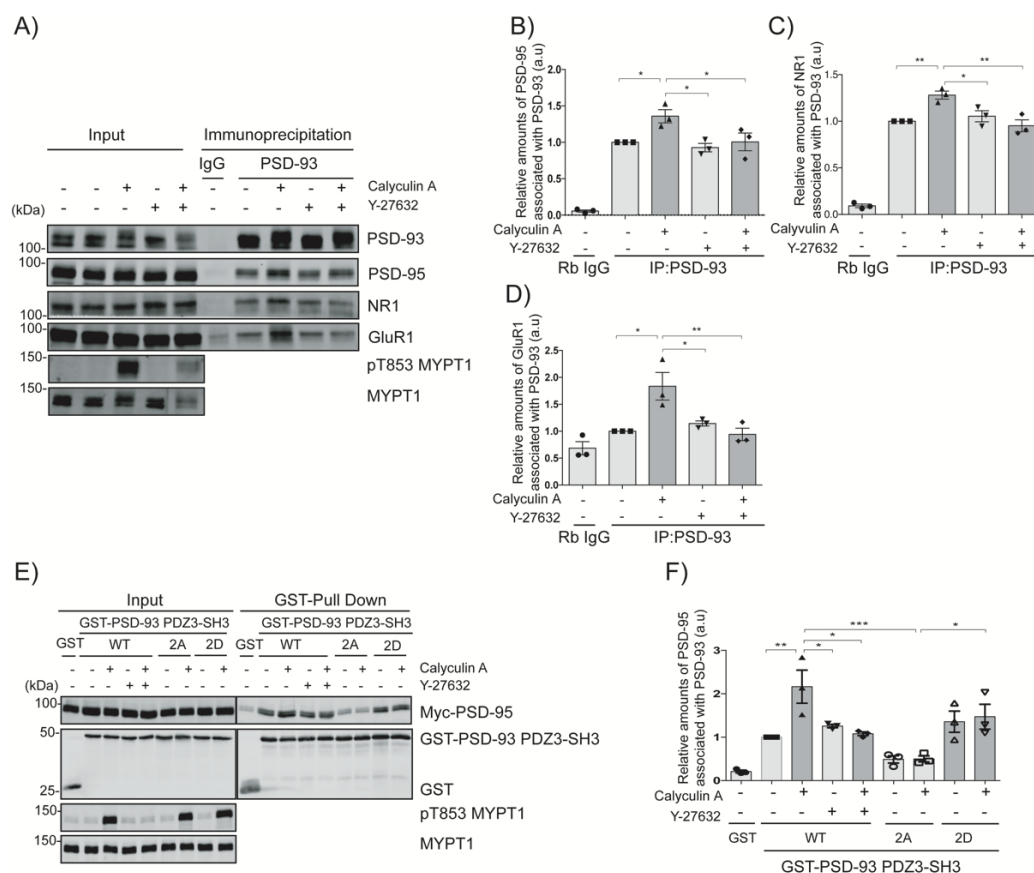 A)
Input Immunoprecipitation
IgG PSD-93
- - + - + - - + - + Calyculin A
- - - + + - - - + + Y-27632
(kDa)
100- PSD-93
100- PSD-95
100- NR1
100- GluR1
150- pT853 MYPT1
150- MYPT1
B)
Relative amounts of PSD-95
associated with PSD-93 (a.u)
2.0
1.5
1.0
0.5
0.0
* * *
Calyculin A - - + - +
Y-27632 - - - + +
Rb IgG IP:PSD-93
C)
Relative amounts of NR1
associated with PSD-93 (a.u)
1.5
1.0
0.5
0.0
** ** *
Calyvulin A - - + - +
Y-27632 - - - + +
Rb IgG IP:PSD-93
D)
Relative amounts of GluR1
associated with PSD-93 (a.u)
2.5
2.0
1.5
1.0
0.5
0.0
* ** *
Calyculin A - - + - +
Y-27632 - - - + +
Rb IgG IP:PSD-93
E)
Input GST-Pull Down
GST-PSD-93 PDZ3-SH3 GST-PSD-93 PDZ3-SH3
GST WT 2A 2D GST WT 2A 2D
- - + - + - + - + - - + - + - + - + Calyculin A
- - + + - - + + Y-27632
(kDa)
100- Myc-PSD-95
50- GST-PSD-93 PDZ3-SH3
25- GST
150- pT853 MYPT1
150- MYPT1
F)
Relative amounts of PSD-95
associated with PSD-93 (a.u)
4
3
2
1
0
*** * ** * *
Calyculin A - - + - + - + - +
Y-27632 - - + +
GST WT 2A 2D
GST-PSD-93 PDZ3-SH3